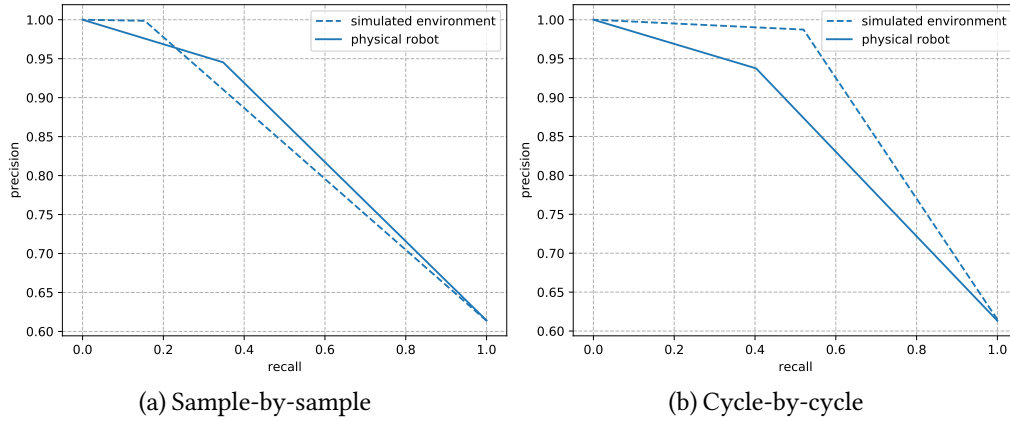 1.00
0.95
0.90
0.85
0.80
0.75
0.70
0.65
0.60
precision
0.0 0.2 0.4 0.6 0.8 1.0
recall
simulated environment
physical robot
(a) Sample-by-sample
1.00
0.95
0.90
0.85
0.80
0.75
0.70
0.65
0.60
precision
0.0 0.2 0.4 0.6 0.8 1.0
recall
simulated environment
physical robot
(b) Cycle-by-cycle